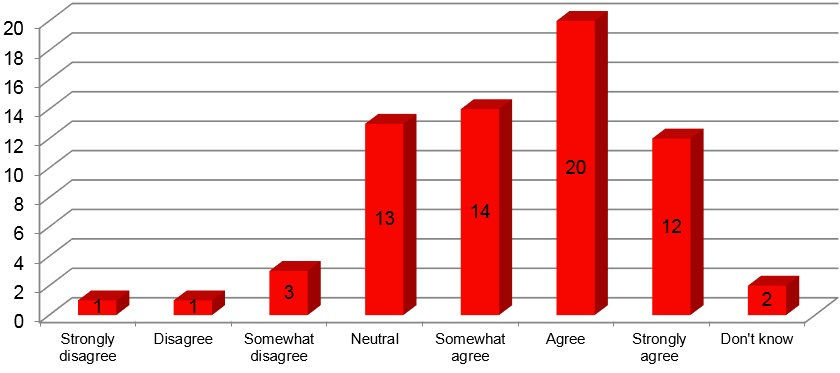 20
18
16
14
12
10
8
6
4
2
0
1
1
3
13
14
20
12
2
Strongly disagree
Disagree
Somewhat disagree
Neutral
Somewhat agree
Agree
Strongly agree
Don't know